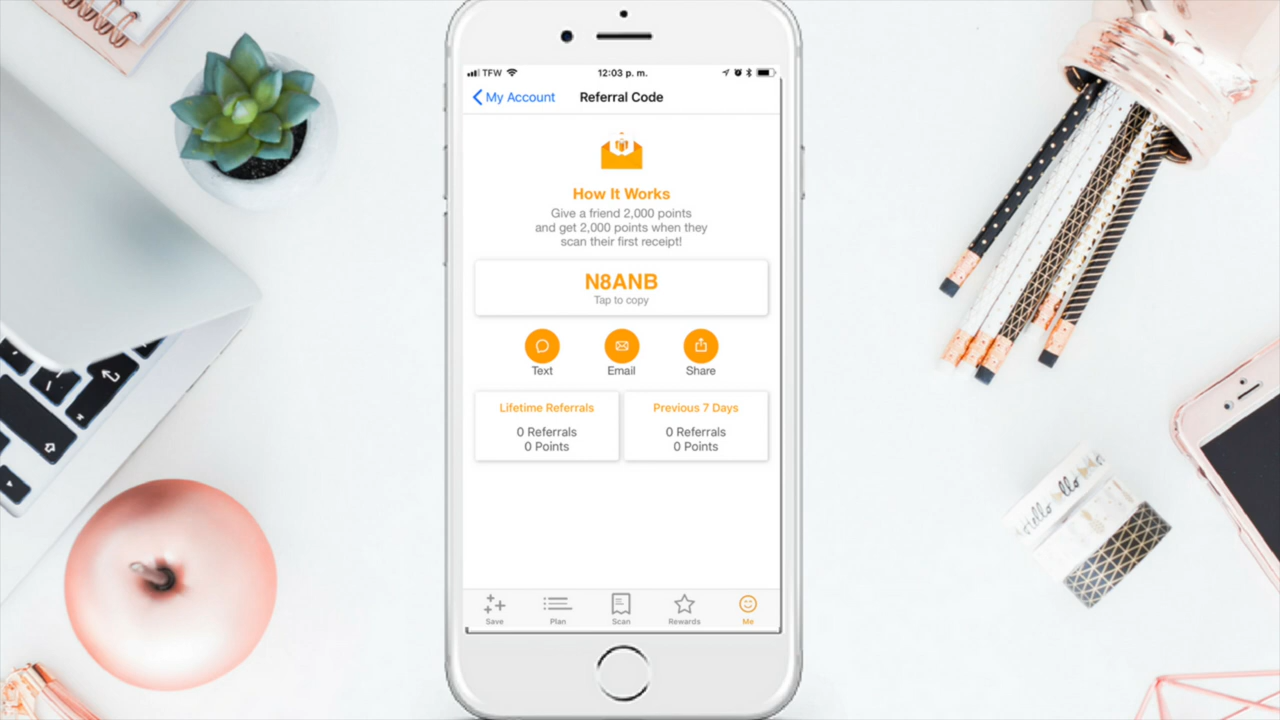 TFW
12:03 p. m.
My Account
Referral Code
How It Works
Give a friend 2,000 points
and get 2,000 points when they
scan their first receipt!
N8ANB
Tap to copy
Text
Email
Share
Lifetime Referrals
0 Referrals
0 Points
Previous 7 Days
0 Referrals
0 Points
Save
Plan
Scan
Rewards
Me
Hello